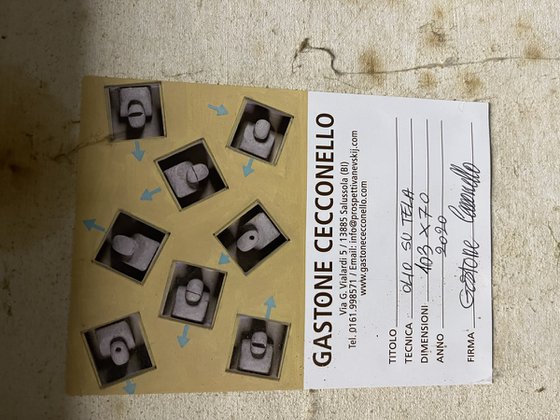 GASTONE CECCONELLO
Via G. Vialardi 5 / 13885 Salussola (BI)
Tel. 0161.998571 / Email: info@prospettivanevskij.com
www.gastonececconello.com
TITOLO
TECNICA : OLIO SU TELA
DIMENSIONI 103 X 70
ANNO 2020
FIRMA Gastone Cecconello